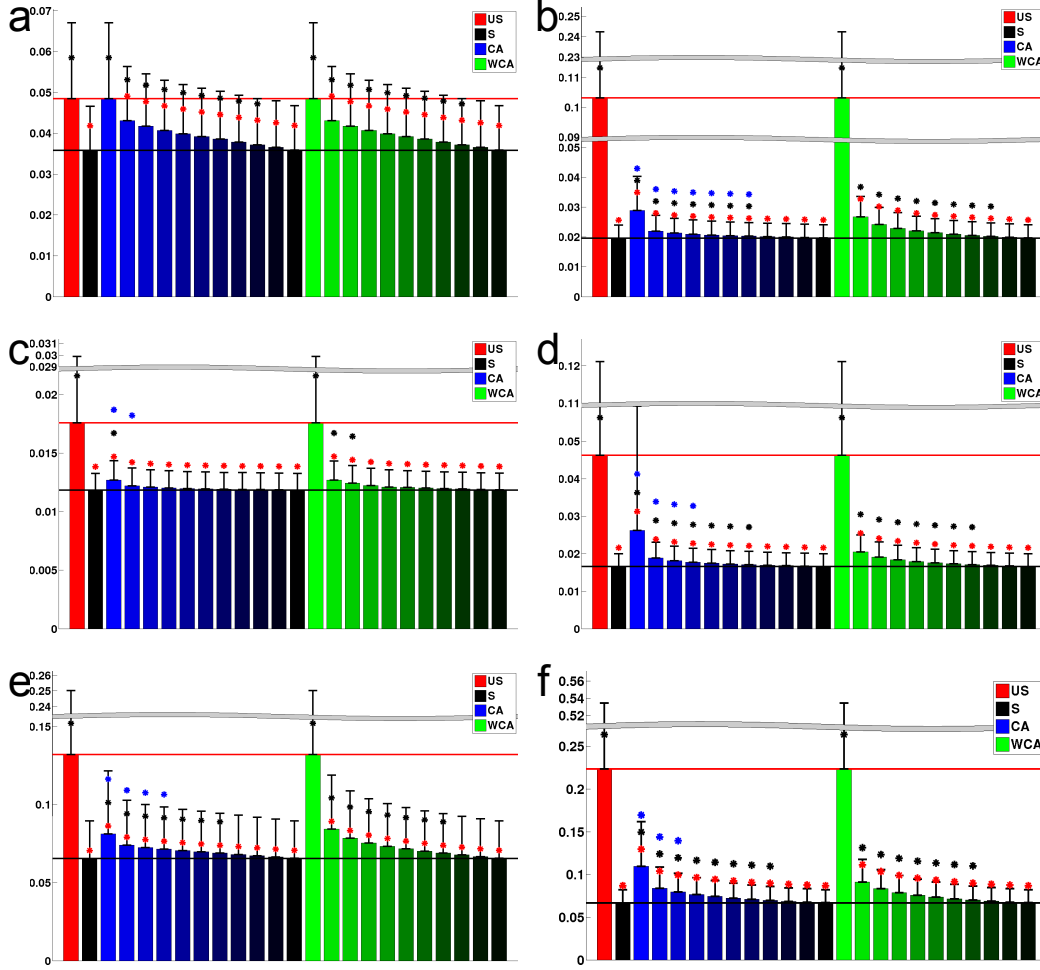 a
0.07
0.06
0.05
0.04
0.03
0.02
0.01
0
US
S
CA
WCA
b
0.25
0.24
0.23
0.11
0.1
0.09
0.05
0.04
0.03
0.02
0.01
0
US
S
CA
WCA
c
0.031
0.03
0.029
0.02
0.015
0.01
0.005
0
US
S
CA
WCA
d
0.12
0.11
0.05
0.04
0.03
0.02
0.01
0
US
S
CA
WCA
e
0.26
0.25
0.24
0.15
0.1
0.05
0
US
S
CA
WCA
f
0.56
0.54
0.52
0.25
0.2
0.15
0.1
0.05
0
US
S
CA
WCA